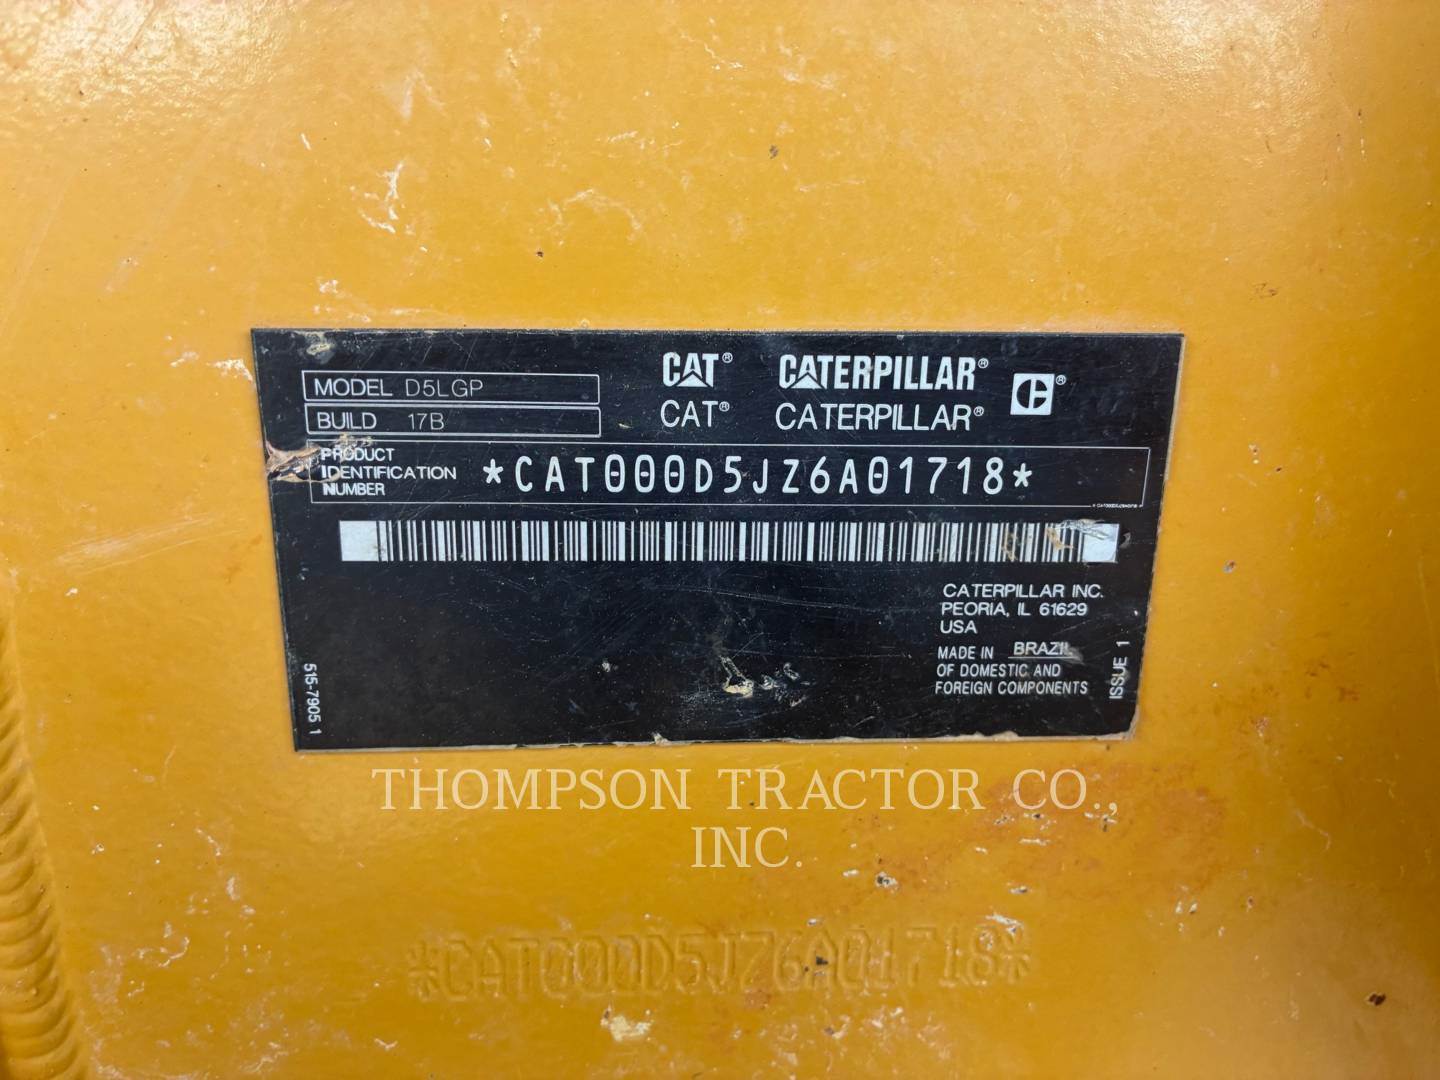 CAT® CATERPILLAR®
MODEL D5LGP
CAT® CATERPILLAR®
BUILD 17B
PRODUCT IDENTIFICATION NUMBER *CAT000D5JZ6A01718*
CATERPILLAR INC.
PEORIA, IL 61629
USA
MADE IN BRAZIL
OF DOMESTIC AND
FOREIGN COMPONENTS
ISSUE 1
515-7905 1
THOMPSON TRACTOR CO.,
INC.
*CAT000D5JZ6A01718*